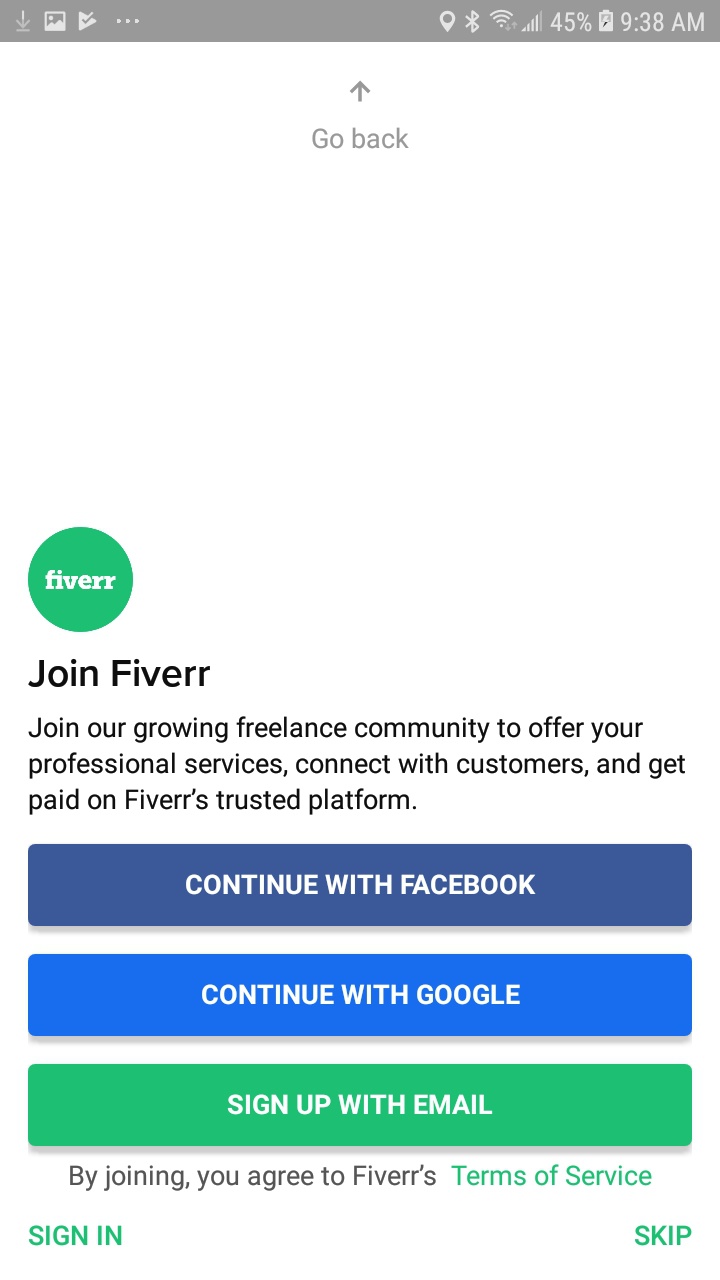 45% 9:38 AM
Go back
fiverr
Join Fiverr
Join our growing freelance community to offer your
professional services, connect with customers, and get
paid on Fiverr’s trusted platform.
CONTINUE WITH FACEBOOK
CONTINUE WITH GOOGLE
SIGN UP WITH EMAIL
By joining, you agree to Fiverr’s Terms of Service
SIGN IN SKIP